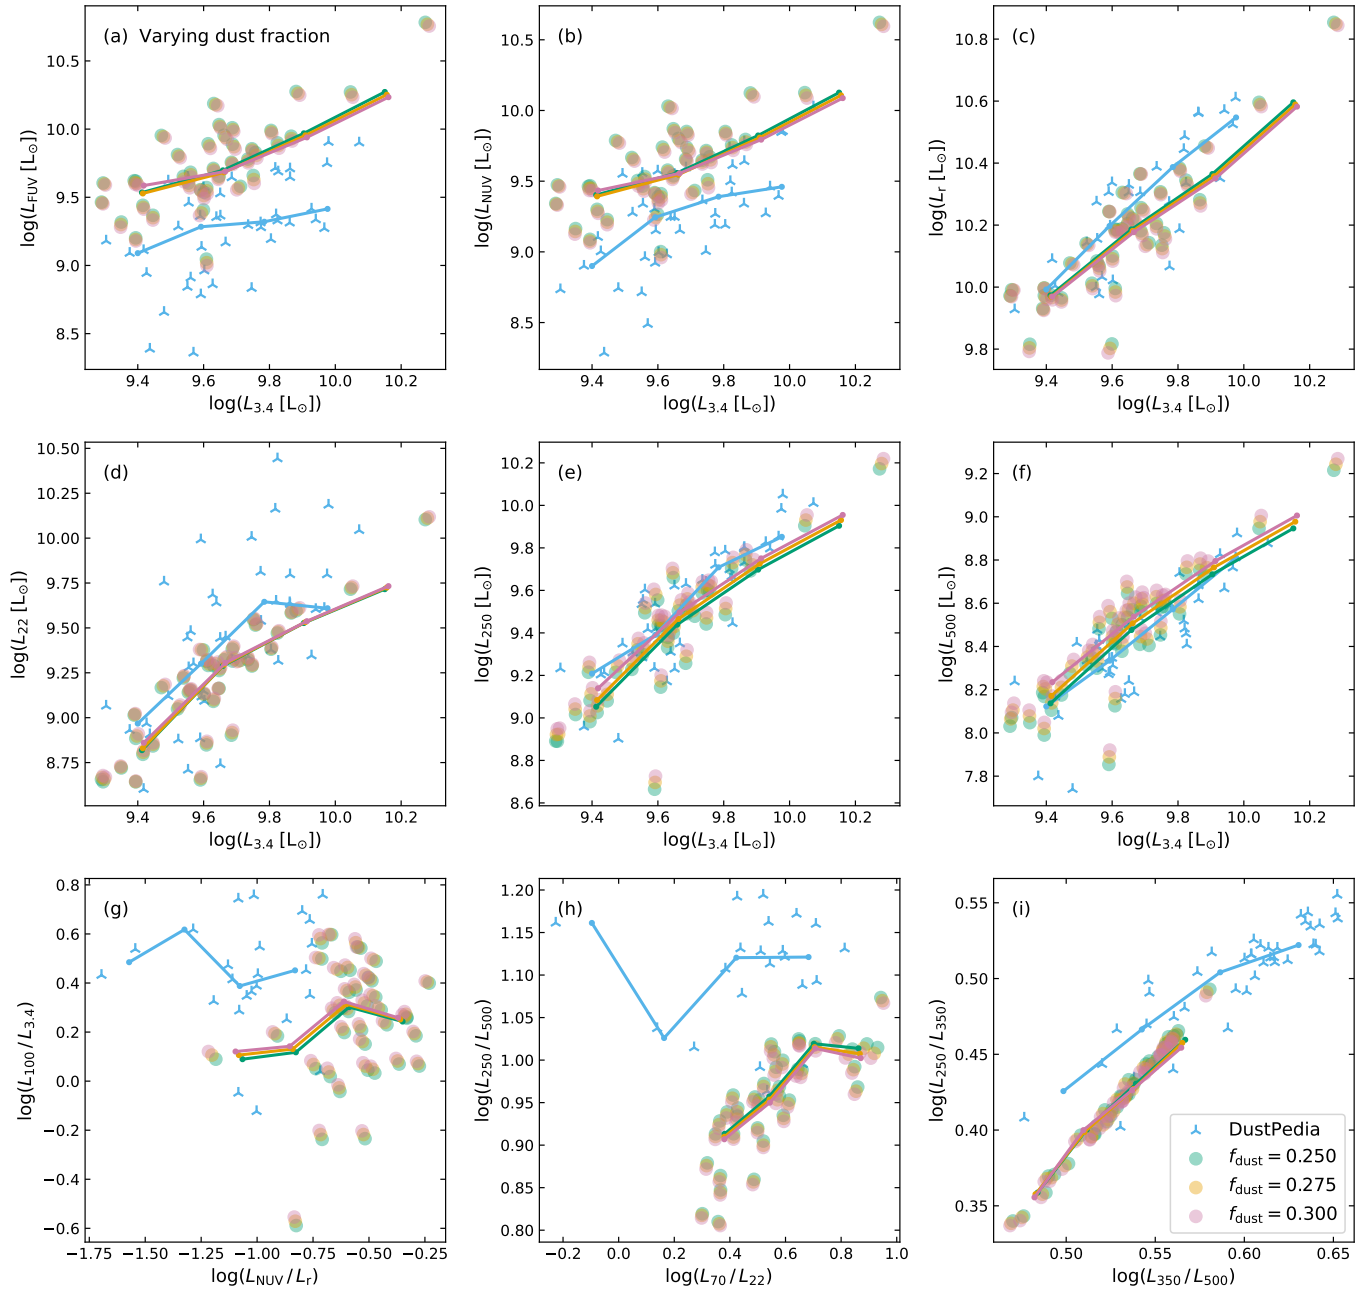 (a) Varying dust fraction
10.5
10.0
9.5
9.0
8.5
log(L_FUV [L⊙])
9.4 9.6 9.8 10.0 10.2
log(L_3.4 [L⊙])
(b)
10.5
10.0
9.5
9.0
8.5
log(L_NUV [L⊙])
9.4 9.6 9.8 10.0 10.2
log(L_3.4 [L⊙])
(c)
10.8
10.6
10.4
10.2
10.0
9.8
log(L_r [L⊙])
9.4 9.6 9.8 10.0 10.2
log(L_3.4 [L⊙])
(d)
10.50
10.25
10.00
9.75
9.50
9.25
9.00
8.75
log(L_22 [L⊙])
9.4 9.6 9.8 10.0 10.2
log(L_3.4 [L⊙])
(e)
10.2
10.0
9.8
9.6
9.4
9.2
9.0
8.8
8.6
log(L_250 [L⊙])
9.4 9.6 9.8 10.0 10.2
log(L_3.4 [L⊙])
(f)
9.2
9.0
8.8
8.6
8.4
8.2
8.0
7.8
log(L_500 [L⊙])
9.4 9.6 9.8 10.0 10.2
log(L_3.4 [L⊙])
(g)
0.8
0.6
0.4
0.2
0.0
−0.2
−0.4
−0.6
log(L_100 / L_3.4)
−1.75 −1.50 −1.25 −1.00 −0.75 −0.50 −0.25
log(L_NUV / L_r)
(h)
1.20
1.15
1.10
1.05
1.00
0.95
0.90
0.85
0.80
log(L_250 / L_500)
−0.2 0.0 0.2 0.4 0.6 0.8 1.0
log(L_70 / L_22)
(i)
0.55
0.50
0.45
0.40
0.35
log(L_250 / L_350)
0.50 0.55 0.60 0.65
log(L_350 / L_500)
DustPedia
f_dust = 0.250
f_dust = 0.275
f_dust = 0.300